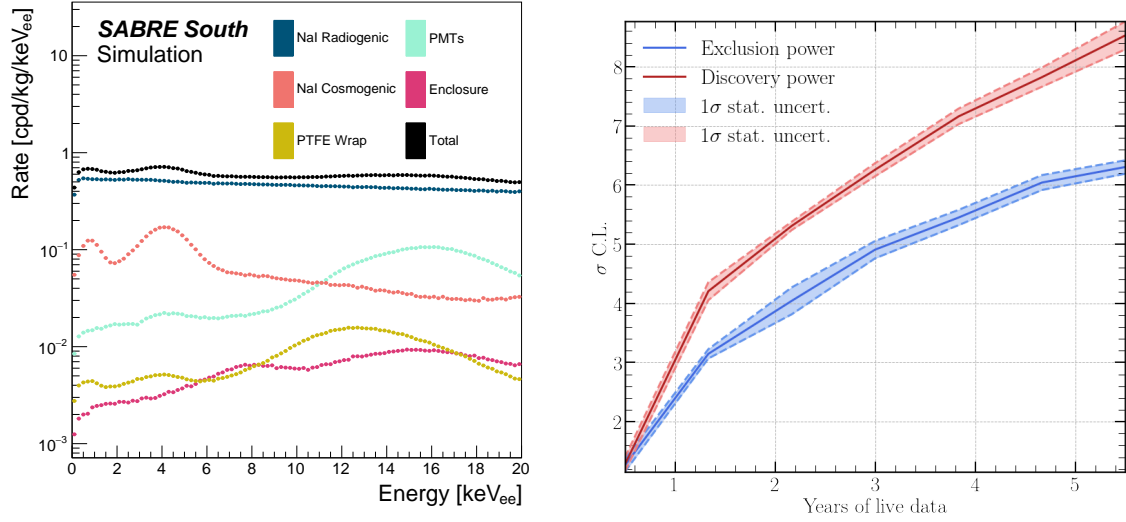 SABRE South
Simulation
NaI Radiogenic
PMTs
NaI Cosmogenic
Enclosure
PTFE Wrap
Total
Rate [cpd/kg/keVee]
10
1
10−1
10−2
10−3
0 2 4 6 8 10 12 14 16 18 20
Energy [keVee]
Exclusion power
Discovery power
1σ stat. uncert.
1σ stat. uncert.
σ C.L.
8
7
6
5
4
3
2
1 2 3 4 5
Years of live data